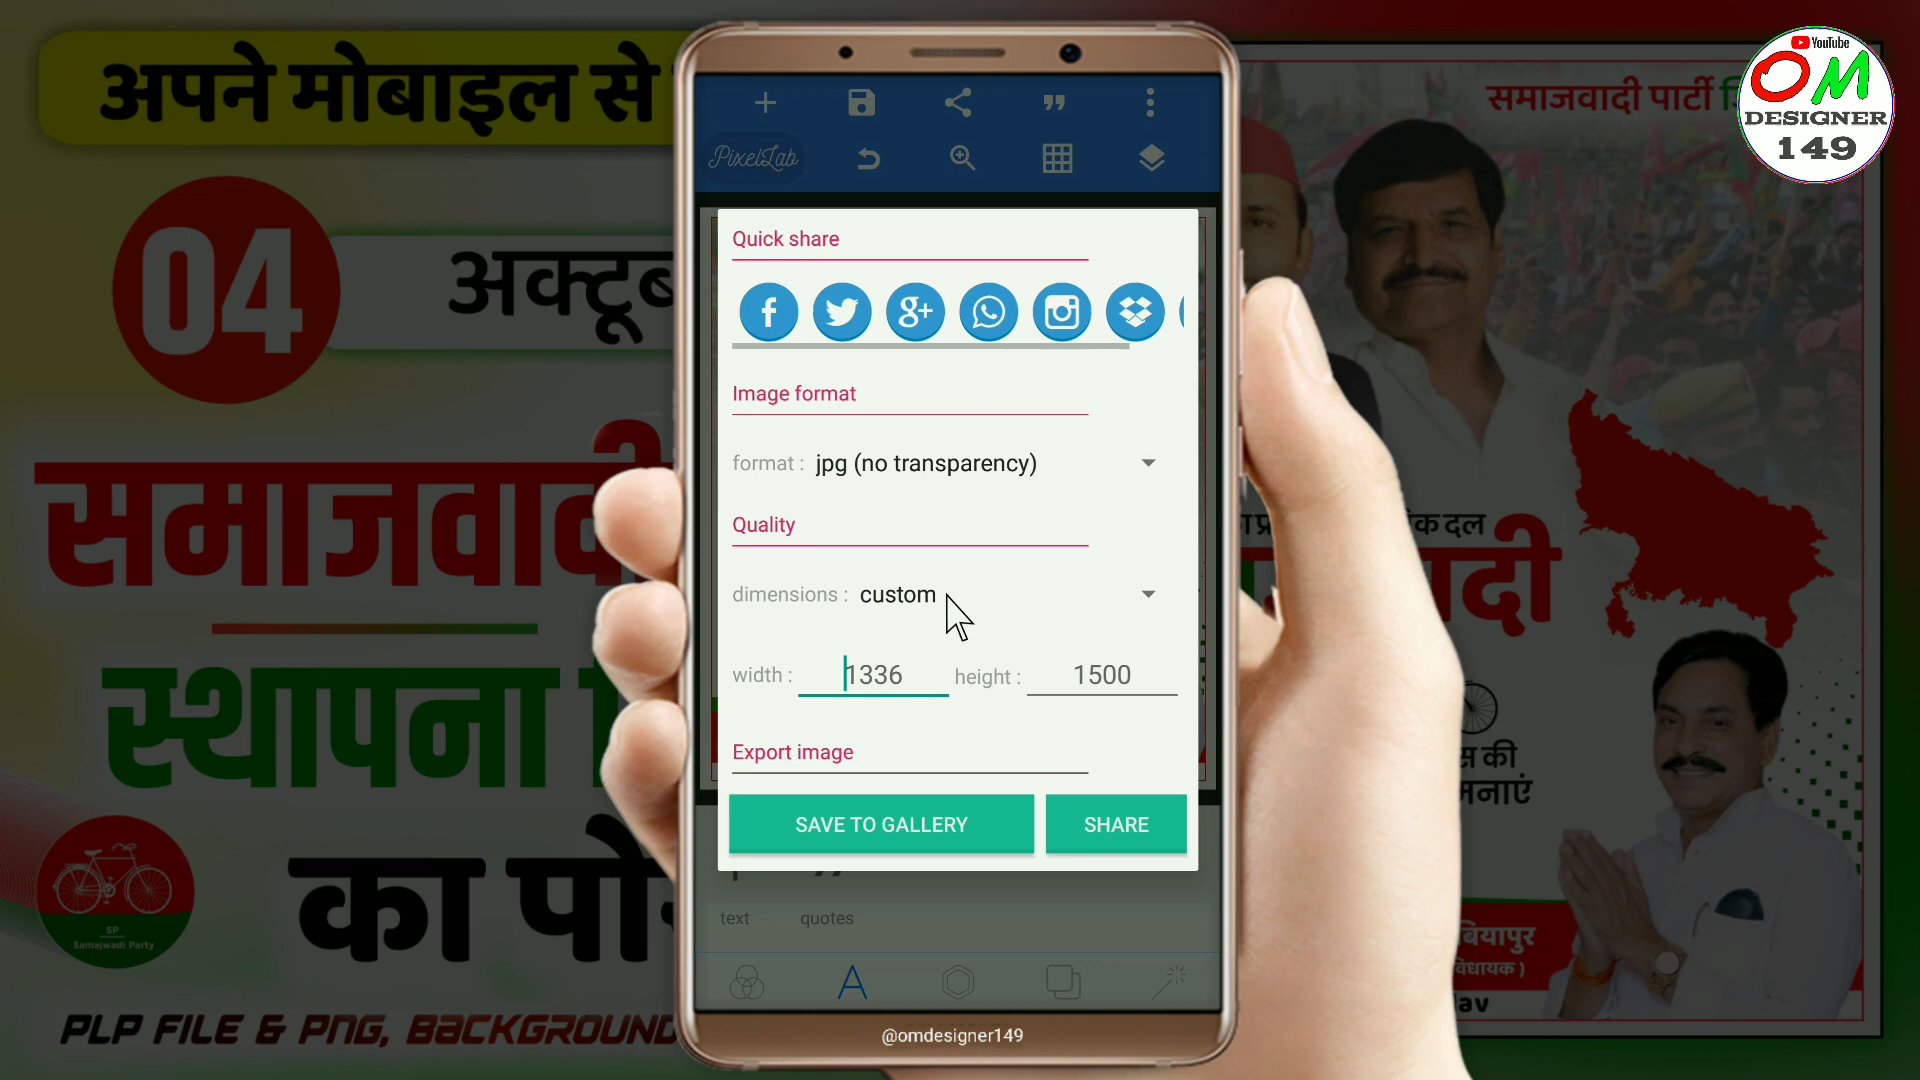 अपने मोबाइल से
04
अक्टूब
समाजवादी
स्थापना
का पो
SP
Samajwadi Party
PLP FILE & PNG, BACKGROUND
PixelLab
Quick share
Image format
format : jpg (no transparency)
Quality
dimensions : custom
width : 1336 height : 1500
Export image
SAVE TO GALLERY
SHARE
text
quotes
@omdesigner149
YouTube
OM
DESIGNER
149
समाजवादी पार्टी
क दल
दी
स की
मनाएं
बियापुर
विधायक )
av